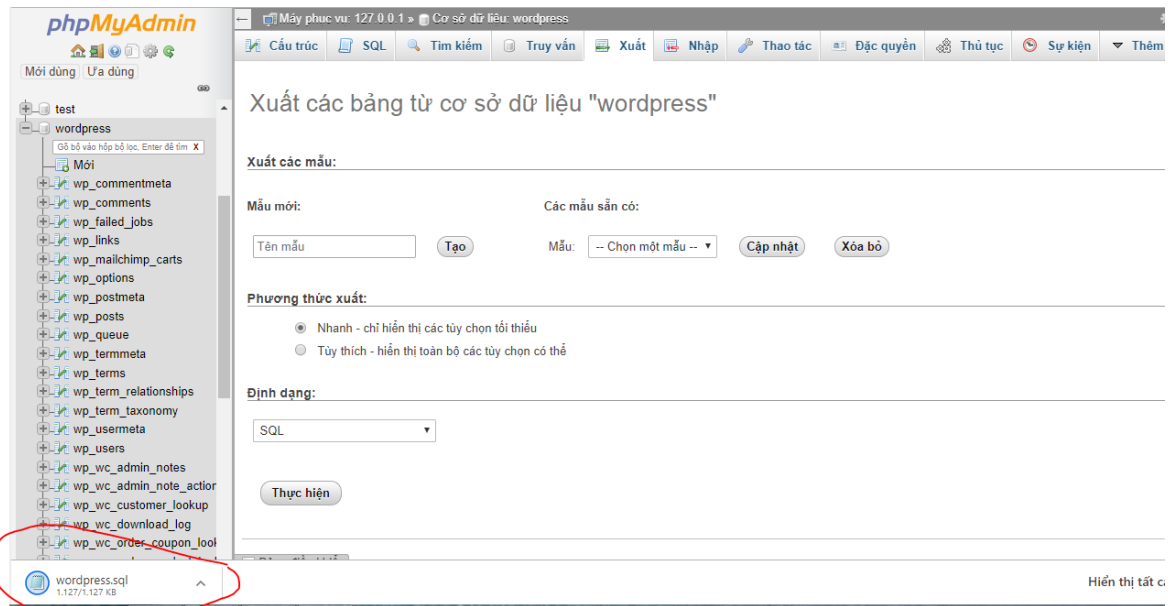 phpMyAdmin
Mới dùng Ưa dùng
test
wordpress
Gõ bộ vào hộp bộ lọc, Enter để tìm X
Mới
wp_commentmeta
wp_comments
wp_failed_jobs
wp_links
wp_mailchimp_carts
wp_options
wp_postmeta
wp_posts
wp_queue
wp_termmeta
wp_terms
wp_term_relationships
wp_term_taxonomy
wp_usermeta
wp_users
wp_wc_admin_notes
wp_wc_admin_note_action
wp_wc_customer_lookup
wp_wc_download_log
wp_wc_order_coupon_look
Máy phục vụ: 127.0.0.1 » Cơ sở dữ liệu: wordpress
Cấu trúc SQL Tìm kiếm Truy vấn Xuất Nhập Thao tác Đặc quyền Thủ tục Sự kiện Thêm
Xuất các bảng từ cơ sở dữ liệu "wordpress"
Xuất các mẫu:
Mẫu mới: Các mẫu sẵn có:
Tên mẫu Tạo Mẫu: -- Chọn một mẫu -- Cập nhật Xóa bỏ
Phương thức xuất:
Nhanh - chỉ hiển thị các tùy chọn tối thiểu
Tùy thích - hiển thị toàn bộ các tùy chọn có thể
Định dạng:
SQL
Thực hiện
wordpress.sql
1.127/1.127 KB
Hiển thị tất cả